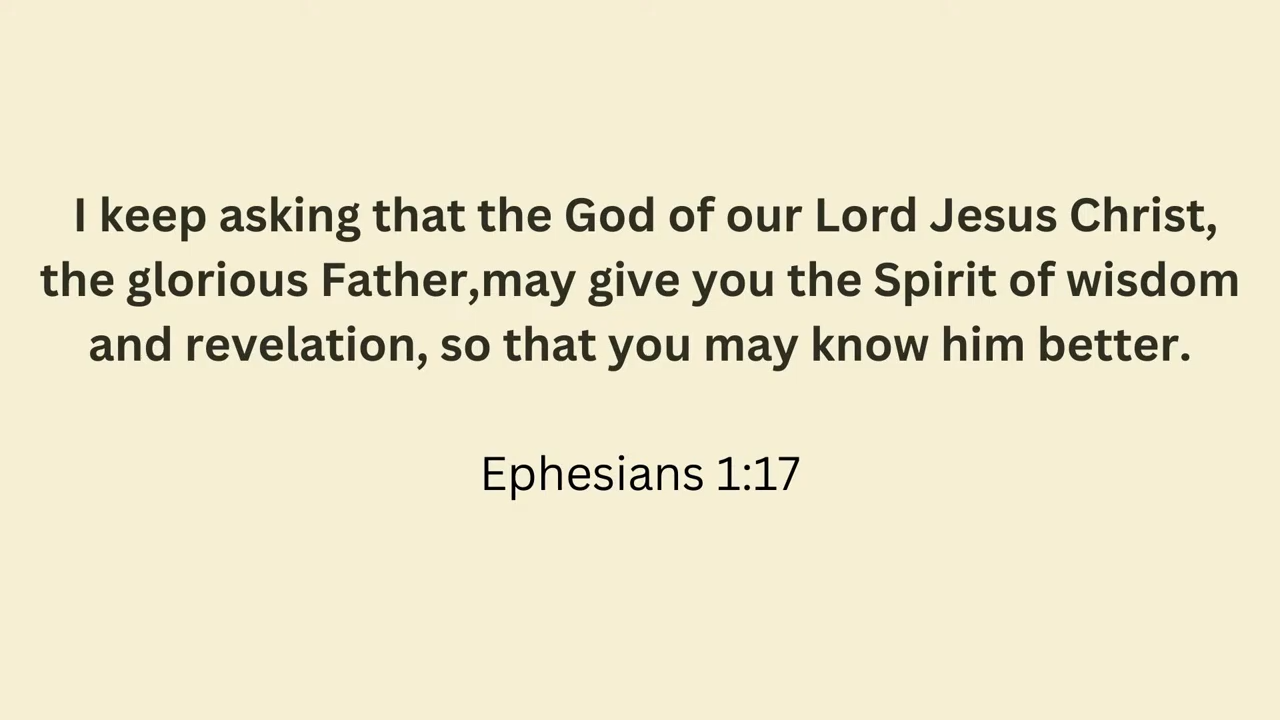 I keep asking that the God of our Lord Jesus Christ,
the glorious Father,may give you the Spirit of wisdom
and revelation, so that you may know him better.
Ephesians 1:17